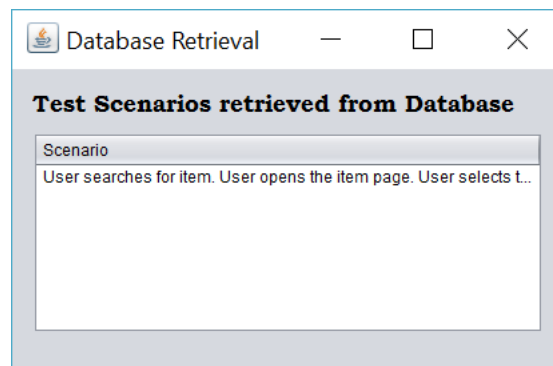 Database Retrieval
Test Scenarios retrieved from Database
Scenario
User searches for item. User opens the item page. User selects t...